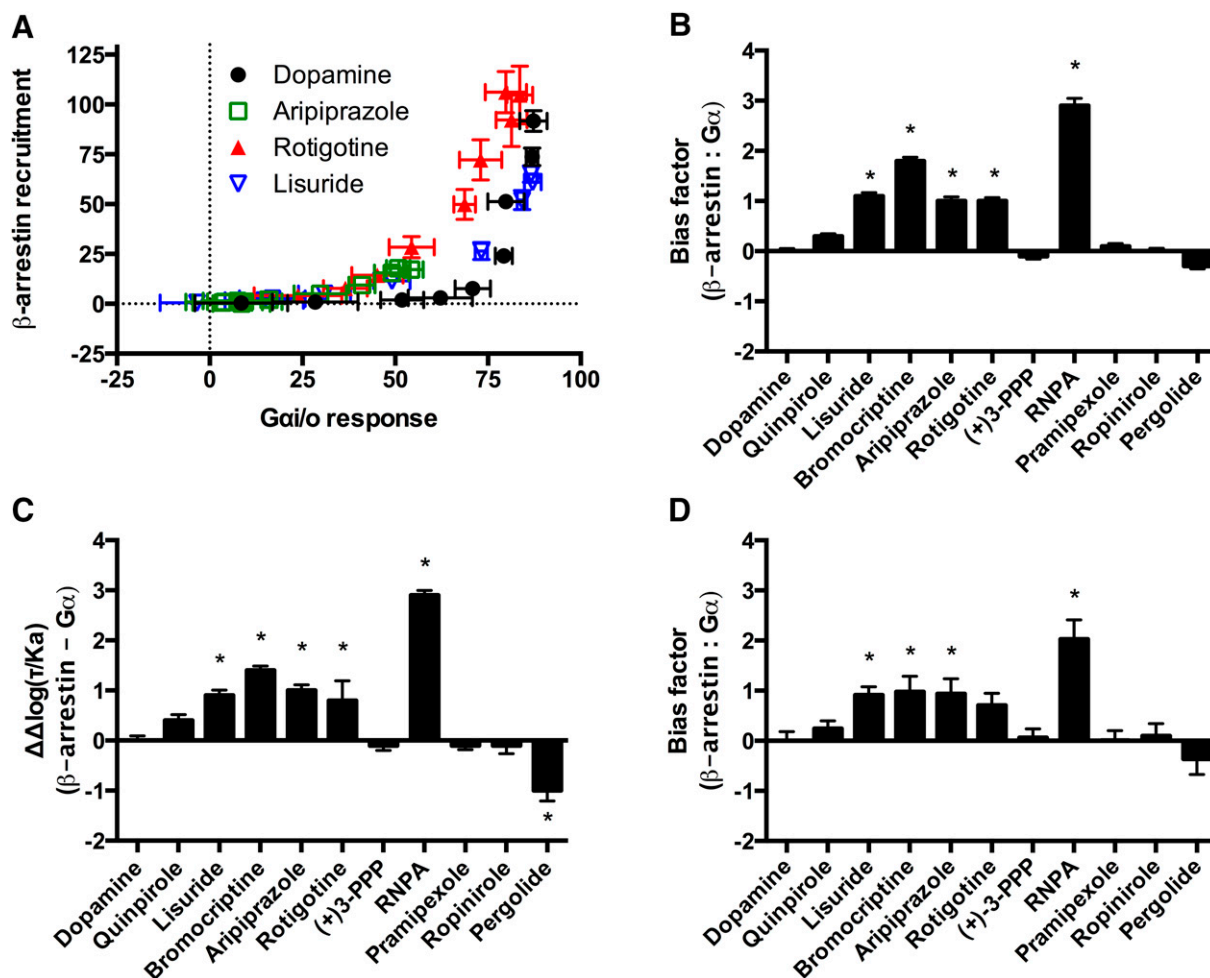 A
β-arrestin recruitment
125
100
75
50
25
0
-25
Dopamine
Aripiprazole
Rotigotine
Lisuride
-25
0
25
50
75
100
Gαi/o response
B
Bias factor
(β-arrestin : Gα)
4
3
2
1
0
-1
-2
*
*
*
*
*
Dopamine
Quinpirole
Lisuride
Bromocriptine
Aripiprazole
Rotigotine
(+)3-PPP
RNPA
Pramipexole
Ropinirole
Pergolide
C
ΔΔlog(τ/Ka)
(β-arrestin – Gα)
4
3
2
1
0
-1
-2
*
*
*
*
*
*
Dopamine
Quinpirole
Lisuride
Bromocriptine
Aripiprazole
Rotigotine
(+)3-PPP
RNPA
Pramipexole
Ropinirole
Pergolide
D
Bias factor
(β-arrestin : Gα)
4
3
2
1
0
-1
-2
*
*
*
*
Dopamine
Quinpirole
Lisuride
Bromocriptine
Aripiprazole
Rotigotine
(+)-3-PPP
RNPA
Pramipexole
Ropinirole
Pergolide